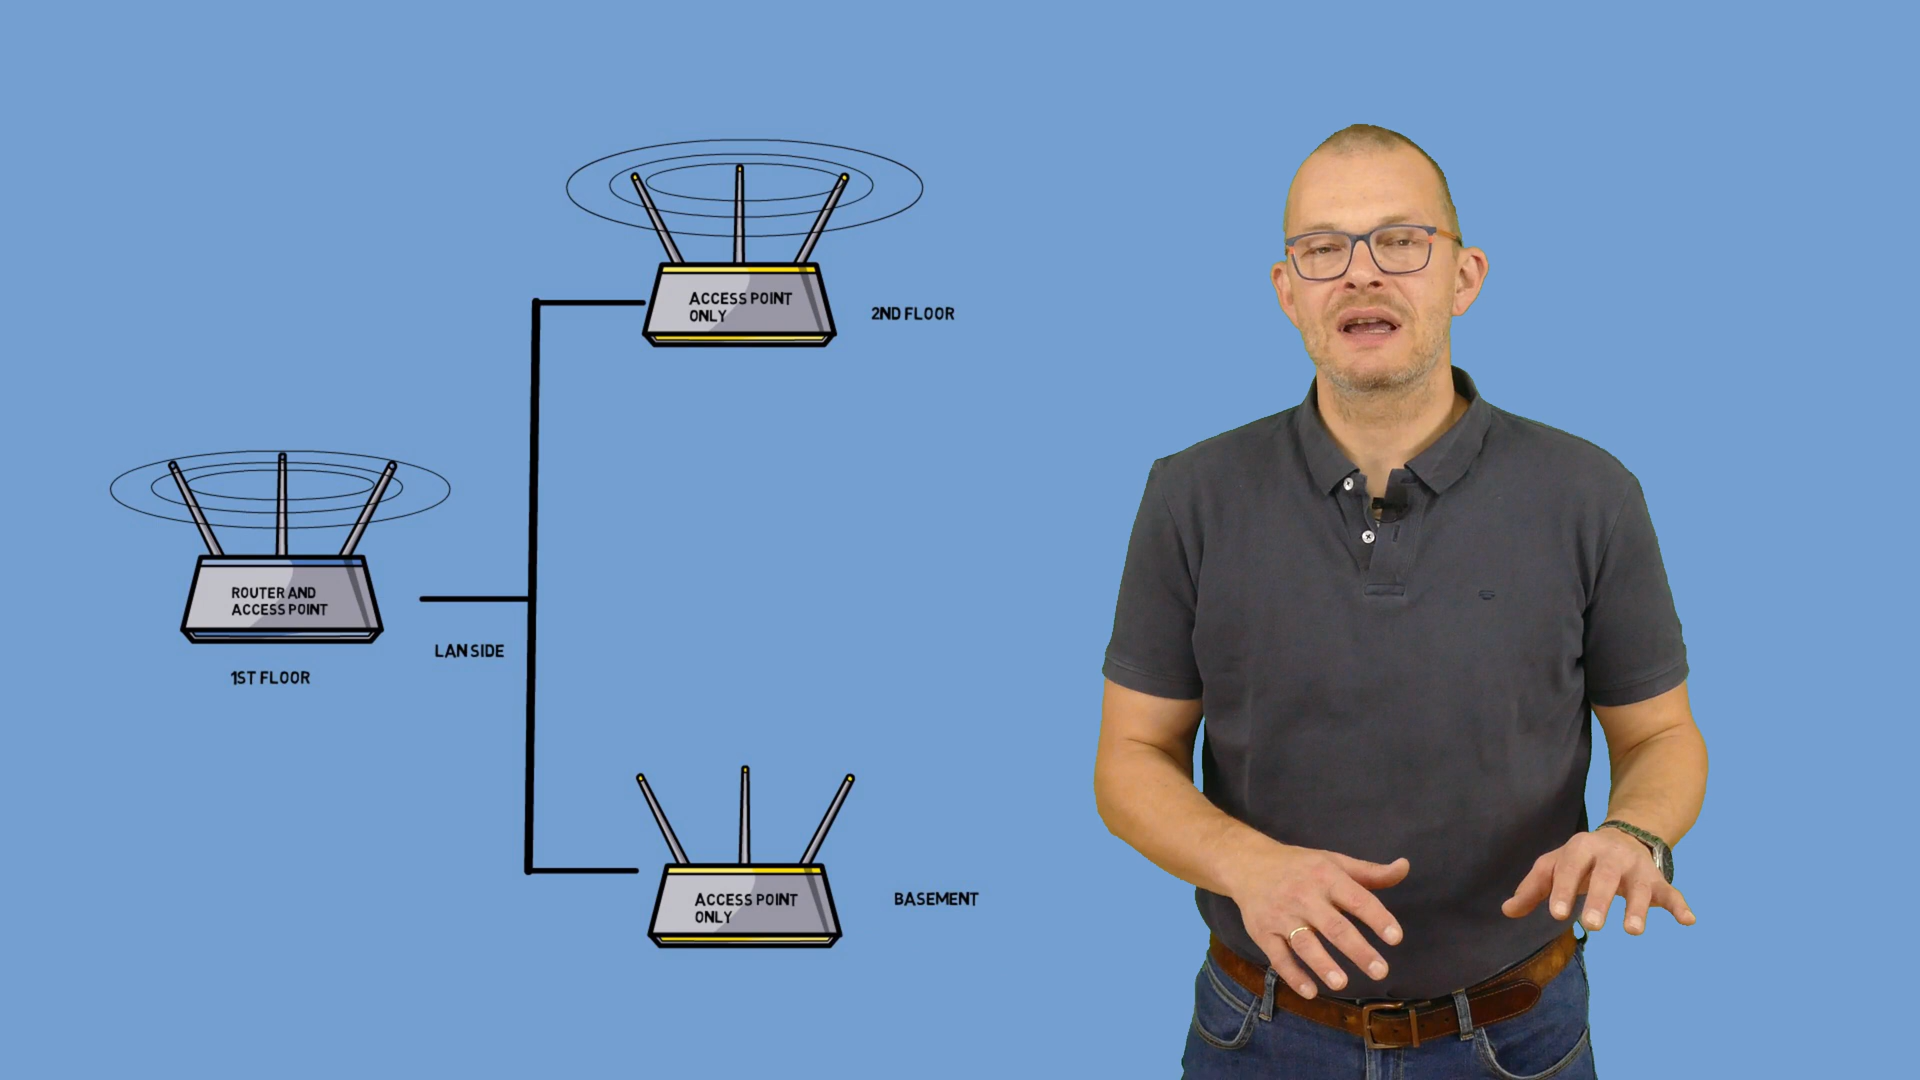 ACCESS POINT
ONLY
2ND FLOOR
ROUTER AND
ACCESS POINT
LAN SIDE
1ST FLOOR
ACCESS POINT
ONLY
BASEMENT